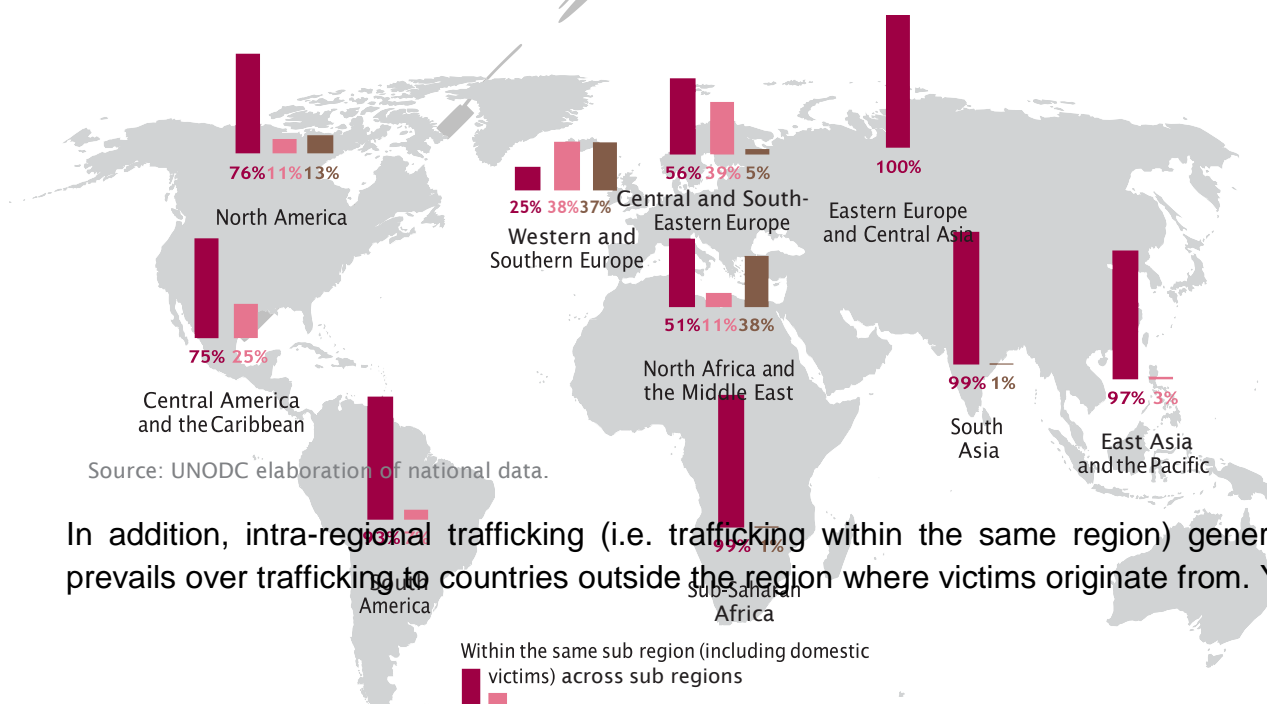 76% 11% 13%
North America
25% 38% 37%
Western and
Southern Europe
56% 39% 5%
Central and South-
Eastern Europe
100%
Eastern Europe
and Central Asia
75% 25%
Central America
and the Caribbean
51% 11% 38%
North Africa and
the Middle East
99% 1%
South
Asia
97% 3%
East Asia
and the Pacific
Source: UNODC elaboration of national data.
93%
South
America
99% 1%
Sub-Saharan
Africa
In addition, intra-regional trafficking (i.e. trafficking within the same region) gener
prevails over trafficking to countries outside the region where victims originate from. Y
Within the same sub region (including domestic
victims) across sub regions